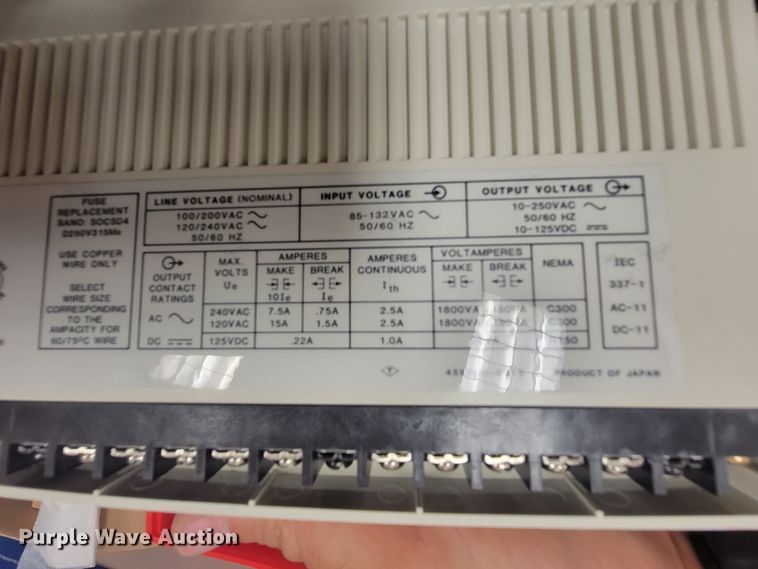 FUSE
REPLACEMENT
SANO: SOCSD4
D250V315Ma
USE COPPER
WIRE ONLY
SELECT
WIRE SIZE
CORRESPONDING
TO THE
AMPACITY FOR
60/75°C WIRE
LINE VOLTAGE (NOMINAL) INPUT VOLTAGE OUTPUT VOLTAGE
100/200VAC 85-132VAC 10-250VAC
120/240VAC 50/60 HZ 50/60 HZ
50/60 HZ 10-125VDC
OUTPUT CONTACT RATINGS
MAX. VOLTS Ue
AMPERES
MAKE BREAK
10Ie Ie
AMPERES CONTINUOUS Ith
VOLTAMPERES
MAKE BREAK
NEMA
AC 240VAC 7.5A .75A 2.5A 1800VA 180VA C300
120VAC 15A 1.5A 2.5A 1800VA
DC 125VDC .22A 1.0A
IEC
337-1
AC-11
DC-11
PRODUCT OF JAPAN
Purple Wave Auction